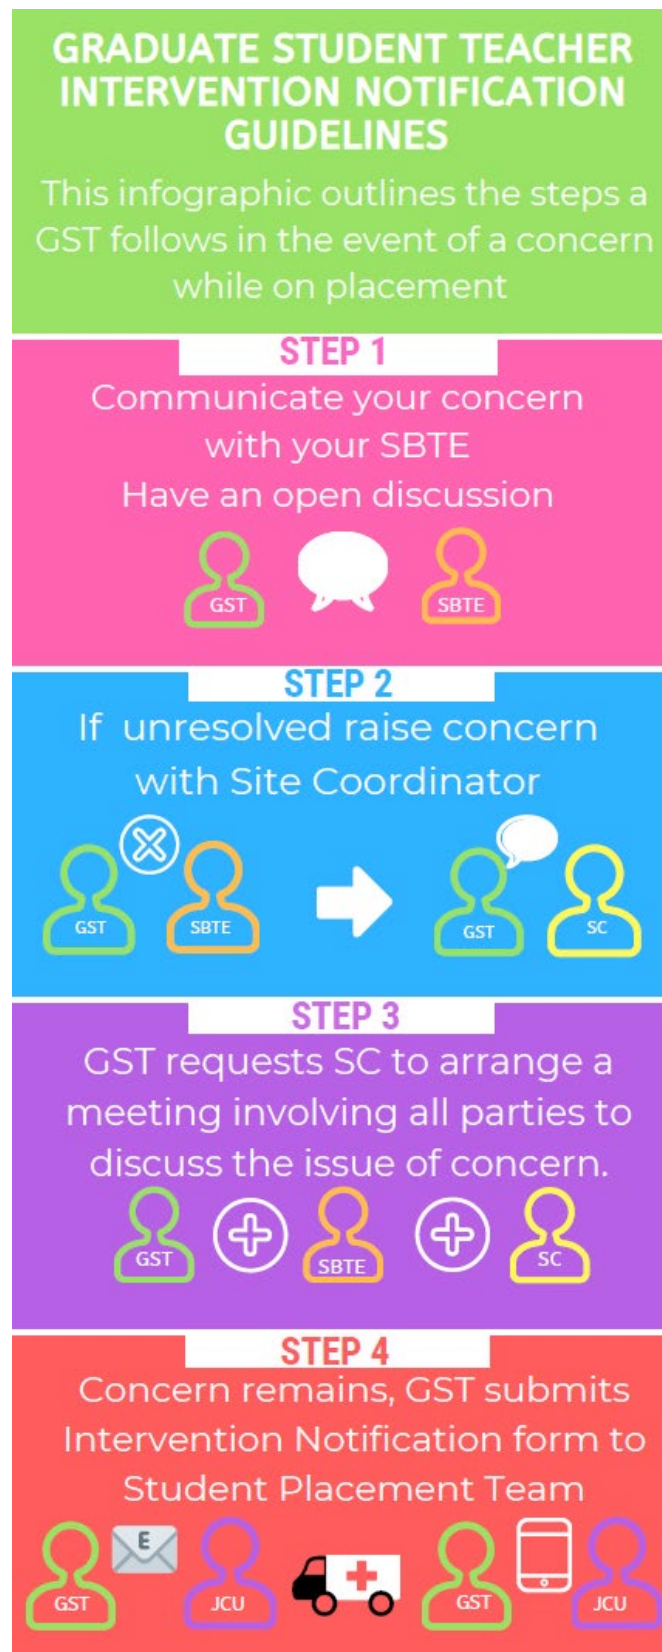 GRADUATE STUDENT TEACHER
INTERVENTION NOTIFICATION
GUIDELINES
This infographic outlines the steps a
GST follows in the event of a concern
while on placement
STEP 1
Communicate your concern
with your SBTE
Have an open discussion
GST SBTE
STEP 2
If unresolved raise concern
with Site Coordinator
GST SBTE GST SC
STEP 3
GST requests SC to arrange a
meeting involving all parties to
discuss the issue of concern.
GST SBTE SC
STEP 4
Concern remains, GST submits
Intervention Notification form to
Student Placement Team
E
GST JCU GST JCU